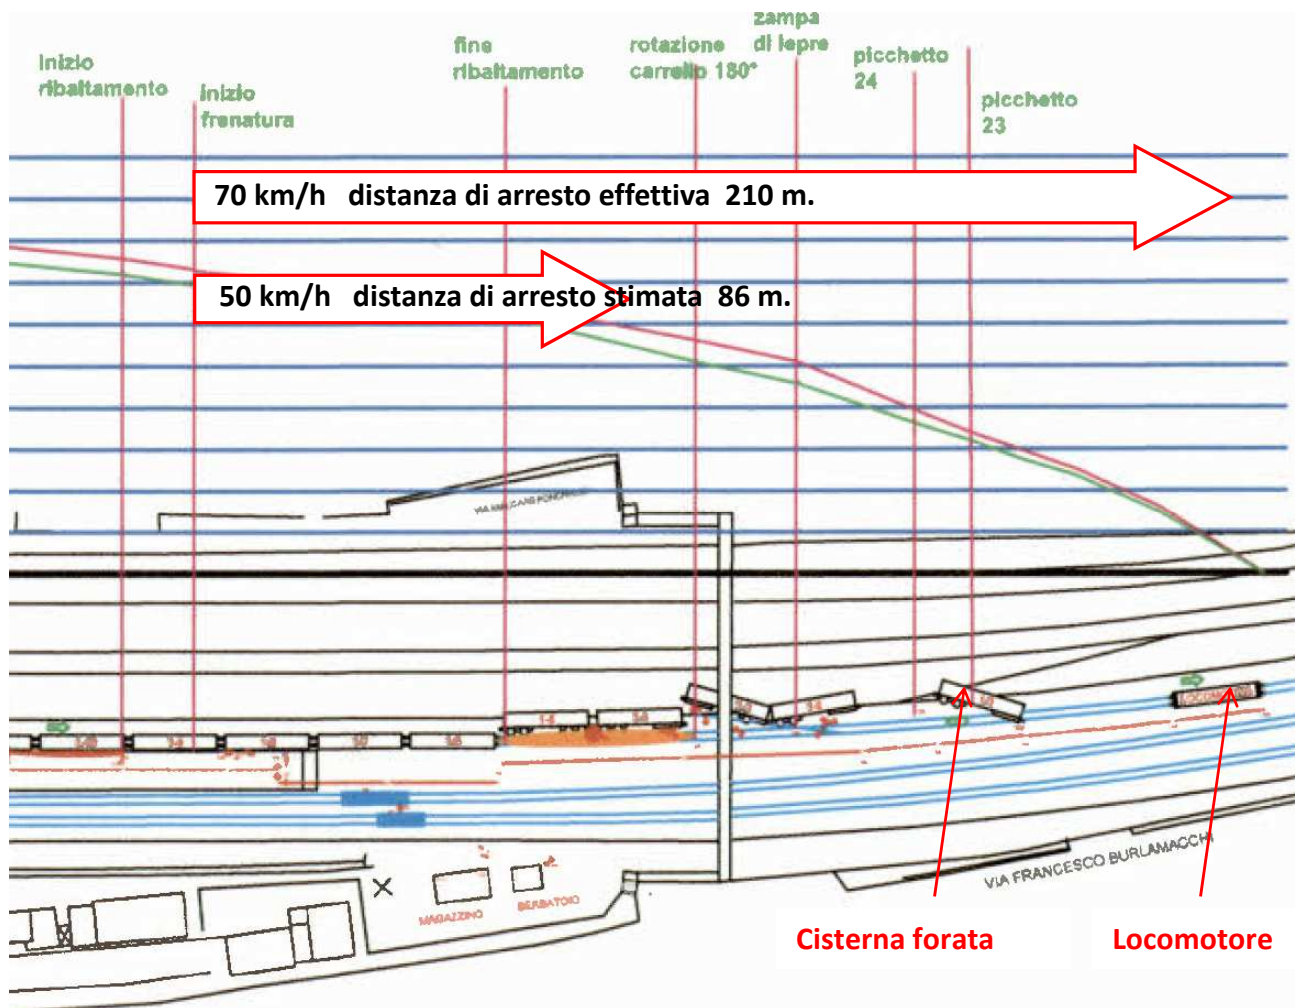 zampa
di lepre
fine
ribaltamento
rotazione
carrello 180°
picchetto
24
inizio
ribaltamento
inizio
frenatura
picchetto
23
70 km/h distanza di arresto effettiva 210 m.
50 km/h distanza di arresto stimata 86 m.
MAGAZZINO
SERBATOIO
VIA FRANCESCO BURLAMACCHI
Cisterna forata
Locomotore